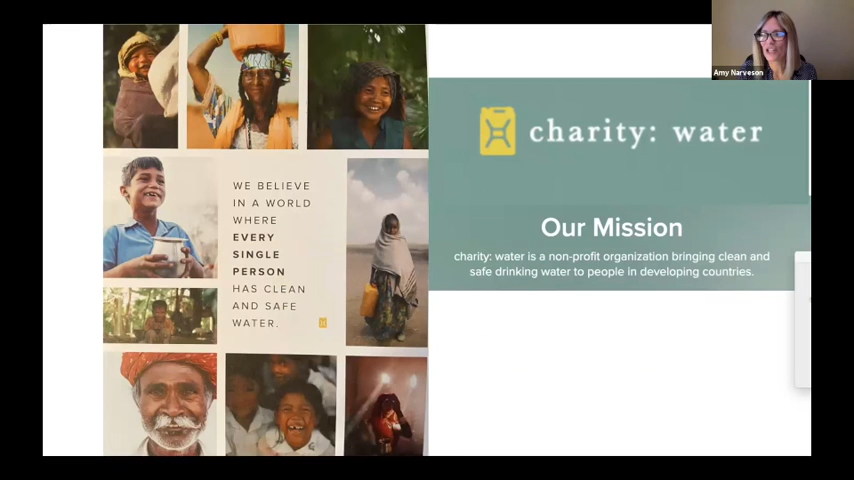 Amy Narveson
WE BELIEVE
IN A WORLD
WHERE
EVERY
SINGLE
PERSON
HAS CLEAN
AND SAFE
WATER.
charity: water
Our Mission
charity: water is a non-profit organization bringing clean and
safe drinking water to people in developing countries.